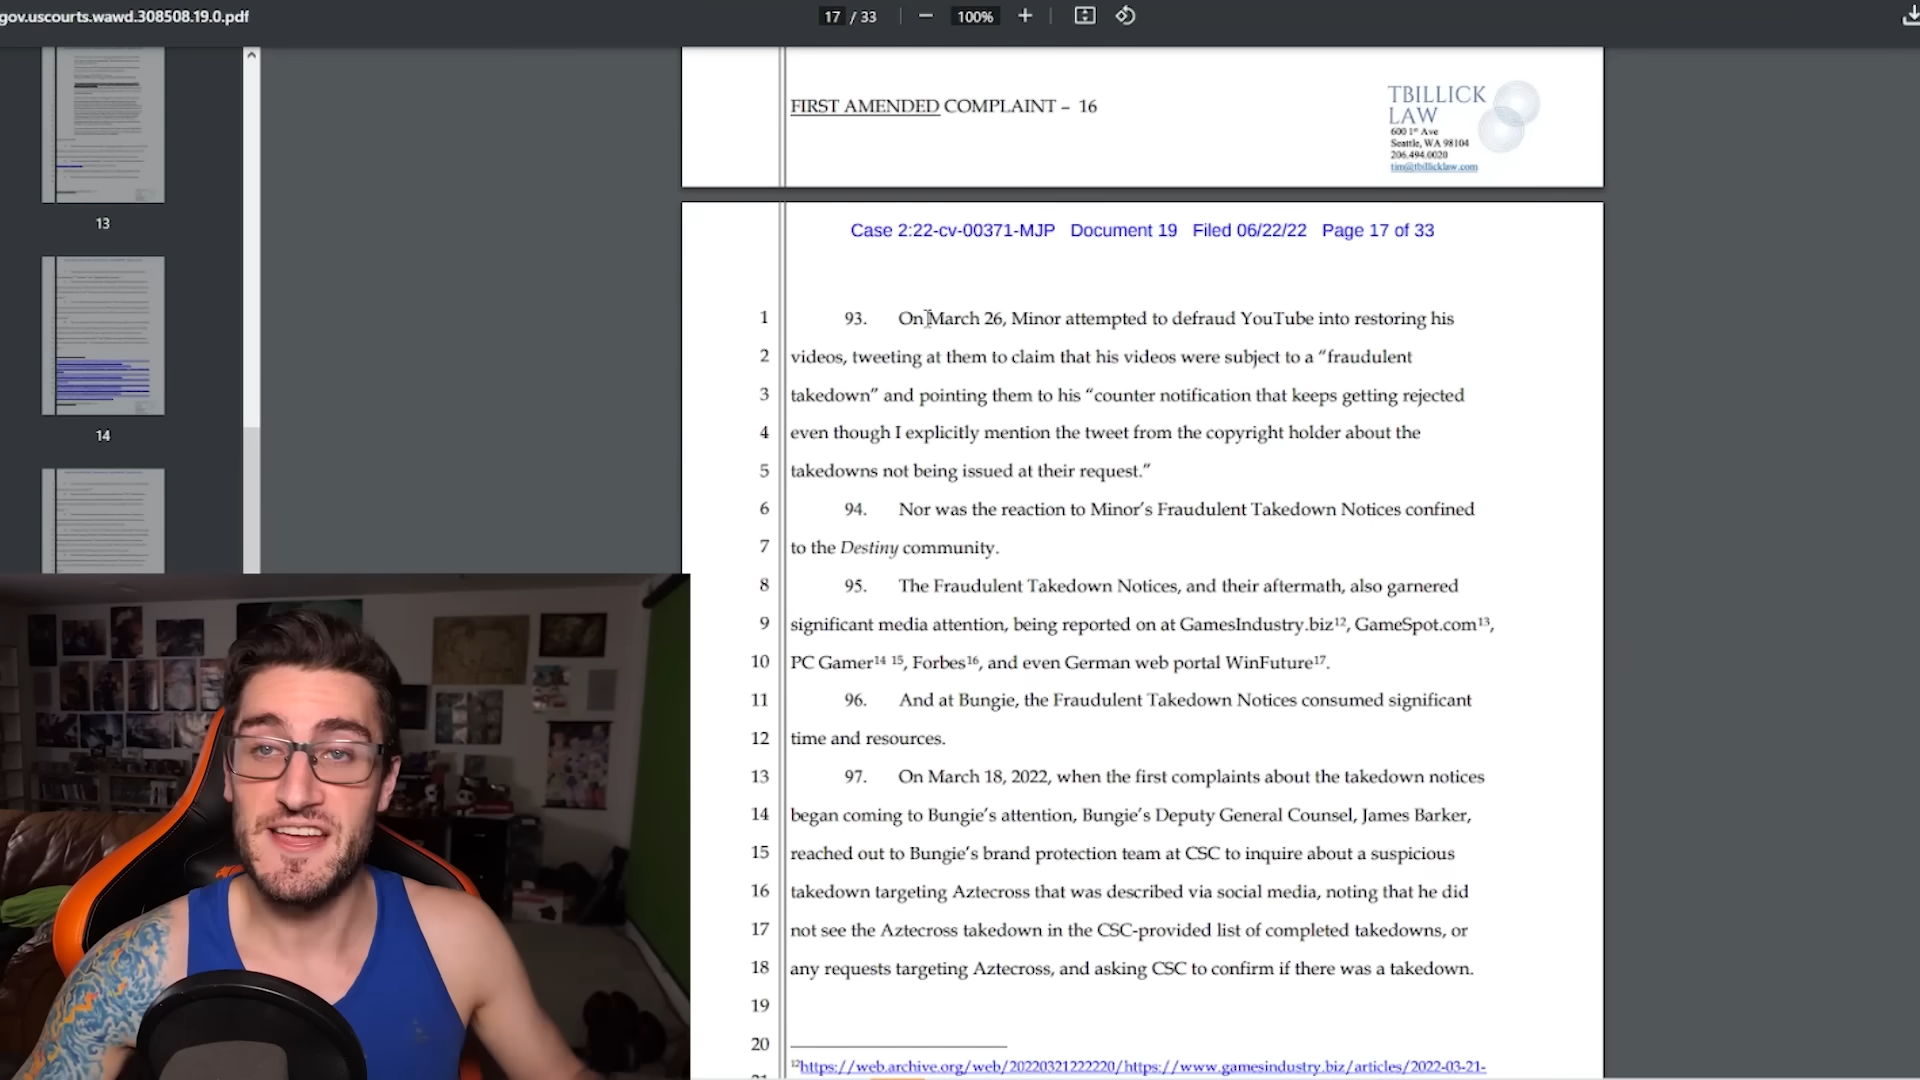 gov.uscourts.wawd.308508.19.0.pdf
17 / 33
100%
13
14
FIRST AMENDED COMPLAINT – 16
TBILLICK
LAW
600 1st Ave
Seattle, WA 98104
206.494.0020
tim@tbillicklaw.com
Case 2:22-cv-00371-MJP Document 19 Filed 06/22/22 Page 17 of 33
1 93. On March 26, Minor attempted to defraud YouTube into restoring his
2 videos, tweeting at them to claim that his videos were subject to a “fraudulent
3 takedown” and pointing them to his “counter notification that keeps getting rejected
4 even though I explicitly mention the tweet from the copyright holder about the
5 takedowns not being issued at their request.”
6 94. Nor was the reaction to Minor’s Fraudulent Takedown Notices confined
7 to the Destiny community.
8 95. The Fraudulent Takedown Notices, and their aftermath, also garnered
9 significant media attention, being reported on at GamesIndustry.biz¹², GameSpot.com¹³,
10 PC Gamer¹⁴ ¹⁵, Forbes¹⁶, and even German web portal WinFuture¹⁷.
11 96. And at Bungie, the Fraudulent Takedown Notices consumed significant
12 time and resources.
13 97. On March 18, 2022, when the first complaints about the takedown notices
14 began coming to Bungie’s attention, Bungie’s Deputy General Counsel, James Barker,
15 reached out to Bungie’s brand protection team at CSC to inquire about a suspicious
16 takedown targeting Aztecross that was described via social media, noting that he did
17 not see the Aztecross takedown in the CSC-provided list of completed takedowns, or
18 any requests targeting Aztecross, and asking CSC to confirm if there was a takedown.
19
20
¹²https://web.archive.org/web/20220321222220/https://www.gamesindustry.biz/articles/2022-03-21-